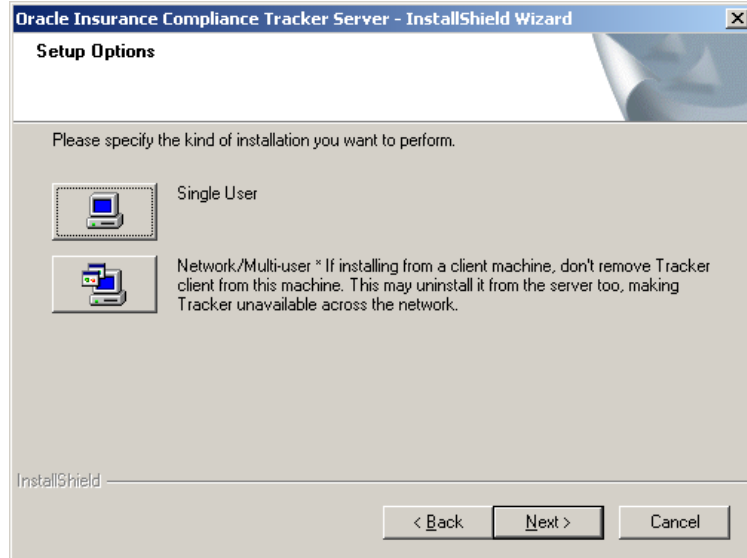 Oracle Insurance Compliance Tracker Server - InstallShield Wizard
Setup Options
Please specify the kind of installation you want to perform.
Single User
Network/Multi-user * If installing from a client machine, don't remove Tracker
client from this machine. This may uninstall it from the server too, making
Tracker unavailable across the network.
InstallShield
< Back
Next >
Cancel